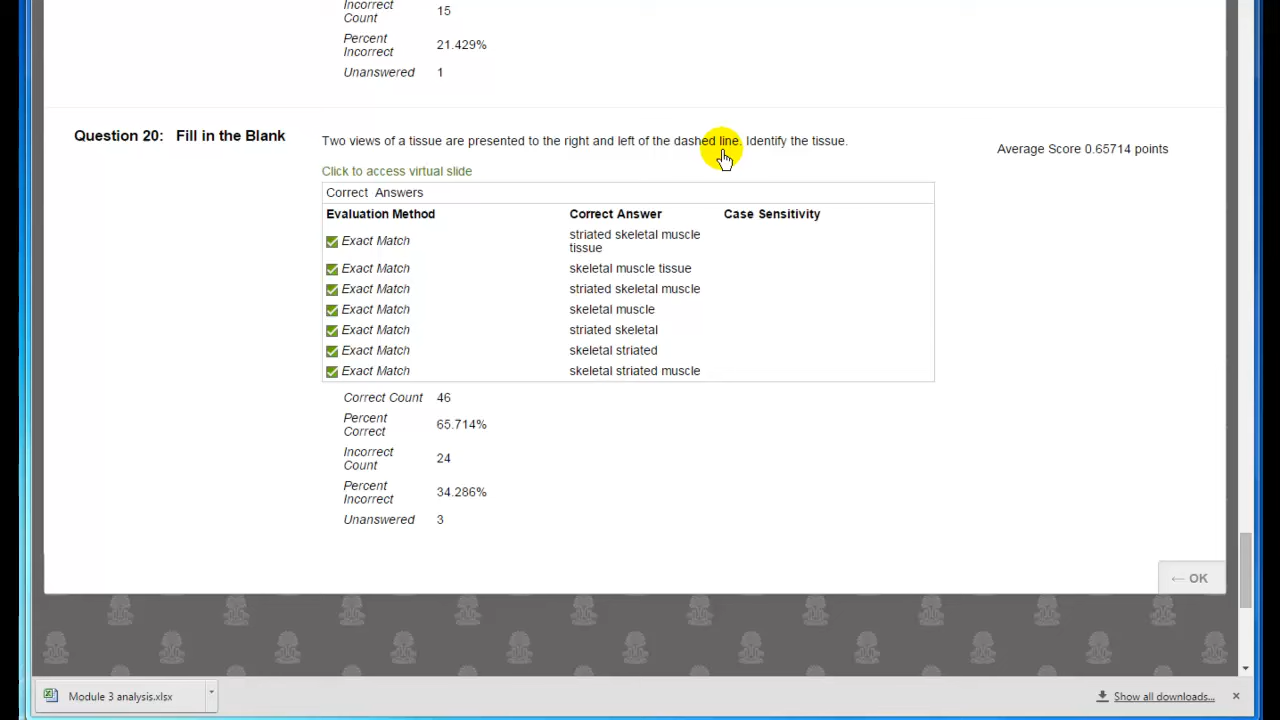 Incorrect
Count
15
Percent
Incorrect
21.429%
Unanswered 1
Question 20: Fill in the Blank
Two views of a tissue are presented to the right and left of the dashed line. Identify the tissue.
Average Score 0.65714 points
Click to access virtual slide
Correct Answers
Evaluation Method Correct Answer Case Sensitivity
Exact Match striated skeletal muscle
tissue
Exact Match skeletal muscle tissue
Exact Match striated skeletal muscle
Exact Match skeletal muscle
Exact Match striated skeletal
Exact Match skeletal striated
Exact Match skeletal striated muscle
Correct Count 46
Percent
Correct
65.714%
Incorrect
Count
24
Percent
Incorrect
34.286%
Unanswered 3
← OK
Module 3 analysis.xlsx
Show all downloads...